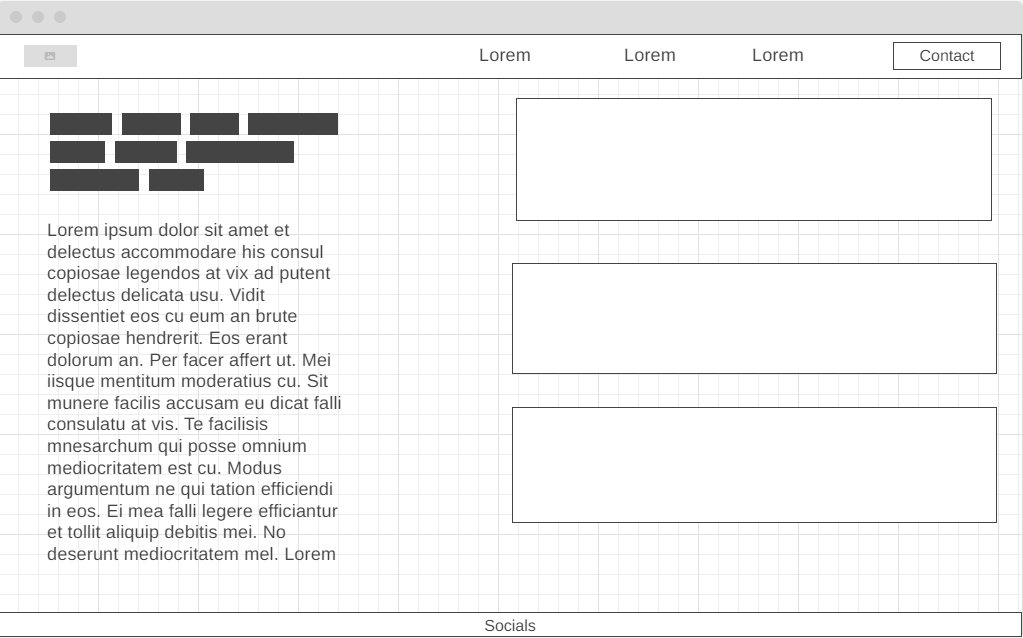 Lorem
Lorem
Lorem
Contact
Lorem ipsum dolor sit amet et
delectus accommodare his consul
copiosae legendos at vix ad putent
delectus delicata usu. Vidit
dissentiet eos cu eum an brute
copiosae hendrerit. Eos erant
dolorum an. Per facer affert ut. Mei
iisque mentitum moderatius cu. Sit
munere facilis accusam eu dicat falli
consulatu at vis. Te facilisis
mnesarchum qui posse omnium
mediocritatem est cu. Modus
argumentum ne qui tation efficiendi
in eos. Ei mea falli legere efficiantur
et tollit aliquip debitis mei. No
deserunt mediocritatem mel. Lorem
Socials